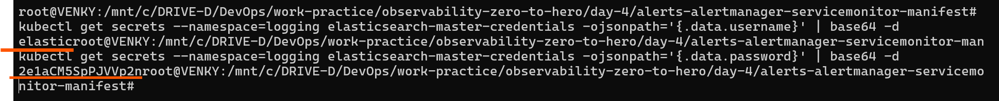 root@VENKY:/mnt/c/DRIVE-D/DevOps/work-practice/observability-zero-to-hero/day-4/alerts-alertmanager-servicemonitor-manifest#
kubectl get secrets --namespace=logging elasticsearch-master-credentials -ojsonpath='{.data.username}' | base64 -d
elasticroot@VENKY:/mnt/c/DRIVE-D/DevOps/work-practice/observability-zero-to-hero/day-4/alerts-alertmanager-servicemonitor-man
kubectl get secrets --namespace=logging elasticsearch-master-credentials -ojsonpath='{.data.password}' | base64 -d
2e1aCM5SpPJVVp2nroot@VENKY:/mnt/c/DRIVE-D/DevOps/work-practice/observability-zero-to-hero/day-4/alerts-alertmanager-servicemo
nitor-manifest#